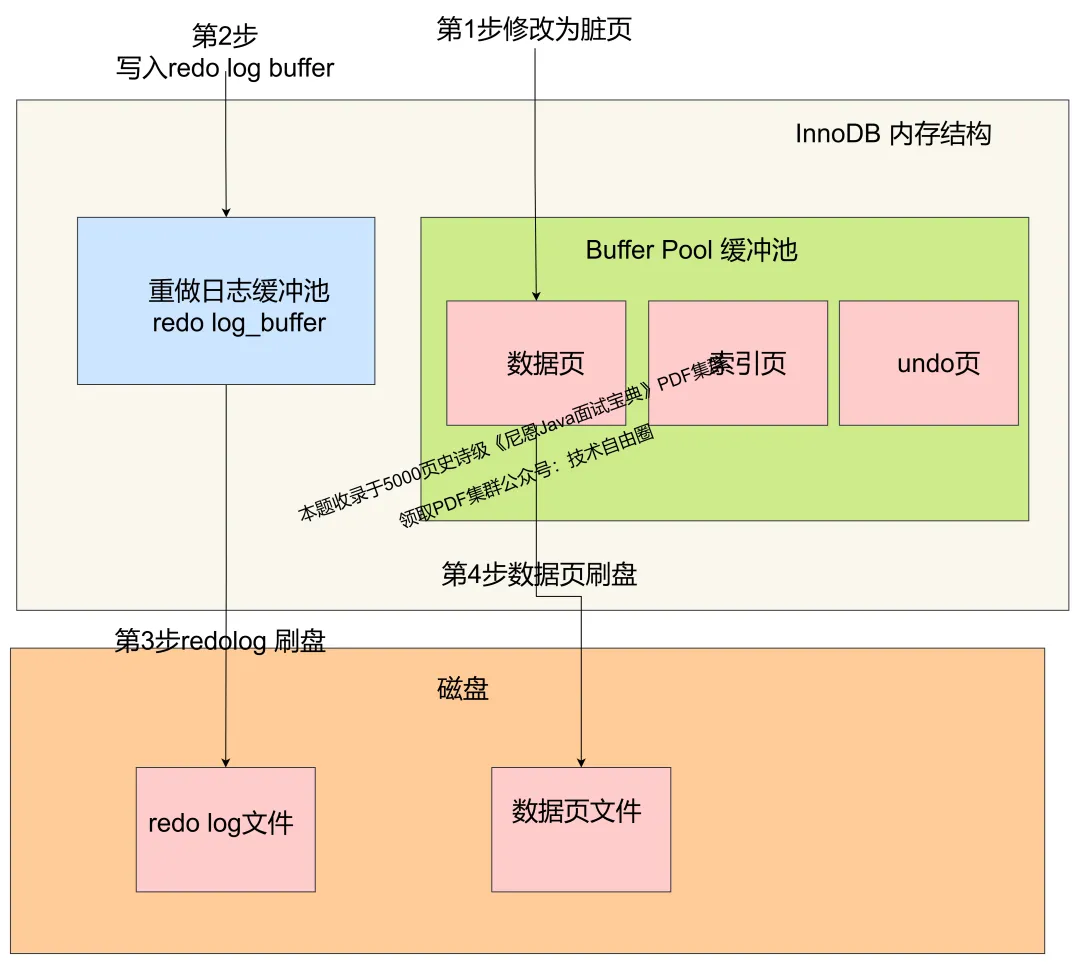 第2步
写入redo log buffer
第1步修改为脏页
InnoDB 内存结构
Buffer Pool 缓冲池
重做日志缓冲池
redo log_buffer
数据页
索引页
undo页
本题收录于5000页史诗级《尼恩Java面试宝典》PDF集群
领取PDF集群公众号：技术自由圈
第4步数据页刷盘
第3步redolog 刷盘
磁盘
redo log文件
数据页文件